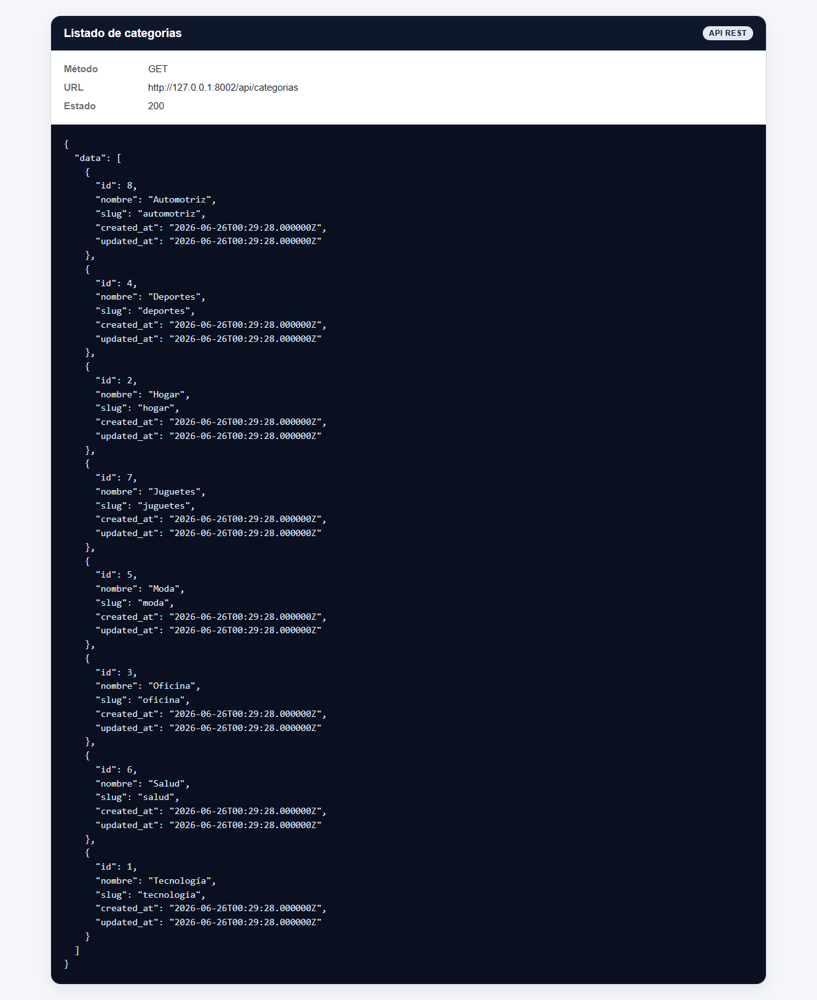 Listado de categorías
API REST
Método GET
URL http://127.0.0.1:8002/api/categorias
Estado 200
{
  "data": [
    {
      "id": 8,
      "nombre": "Automotriz",
      "slug": "automotriz",
      "created_at": "2026-06-26T00:29:28.000000Z",
      "updated_at": "2026-06-26T00:29:28.000000Z"
    },
    {
      "id": 4,
      "nombre": "Deportes",
      "slug": "deportes",
      "created_at": "2026-06-26T00:29:28.000000Z",
      "updated_at": "2026-06-26T00:29:28.000000Z"
    },
    {
      "id": 2,
      "nombre": "Hogar",
      "slug": "hogar",
      "created_at": "2026-06-26T00:29:28.000000Z",
      "updated_at": "2026-06-26T00:29:28.000000Z"
    },
    {
      "id": 7,
      "nombre": "Juguetes",
      "slug": "juguetes",
      "created_at": "2026-06-26T00:29:28.000000Z",
      "updated_at": "2026-06-26T00:29:28.000000Z"
    },
    {
      "id": 5,
      "nombre": "Moda",
      "slug": "moda",
      "created_at": "2026-06-26T00:29:28.000000Z",
      "updated_at": "2026-06-26T00:29:28.000000Z"
    },
    {
      "id": 3,
      "nombre": "Oficina",
      "slug": "oficina",
      "created_at": "2026-06-26T00:29:28.000000Z",
      "updated_at": "2026-06-26T00:29:28.000000Z"
    },
    {
      "id": 6,
      "nombre": "Salud",
      "slug": "salud",
      "created_at": "2026-06-26T00:29:28.000000Z",
      "updated_at": "2026-06-26T00:29:28.000000Z"
    },
    {
      "id": 1,
      "nombre": "Tecnología",
      "slug": "tecnologia",
      "created_at": "2026-06-26T00:29:28.000000Z",
      "updated_at": "2026-06-26T00:29:28.000000Z"
    }
  ]
}